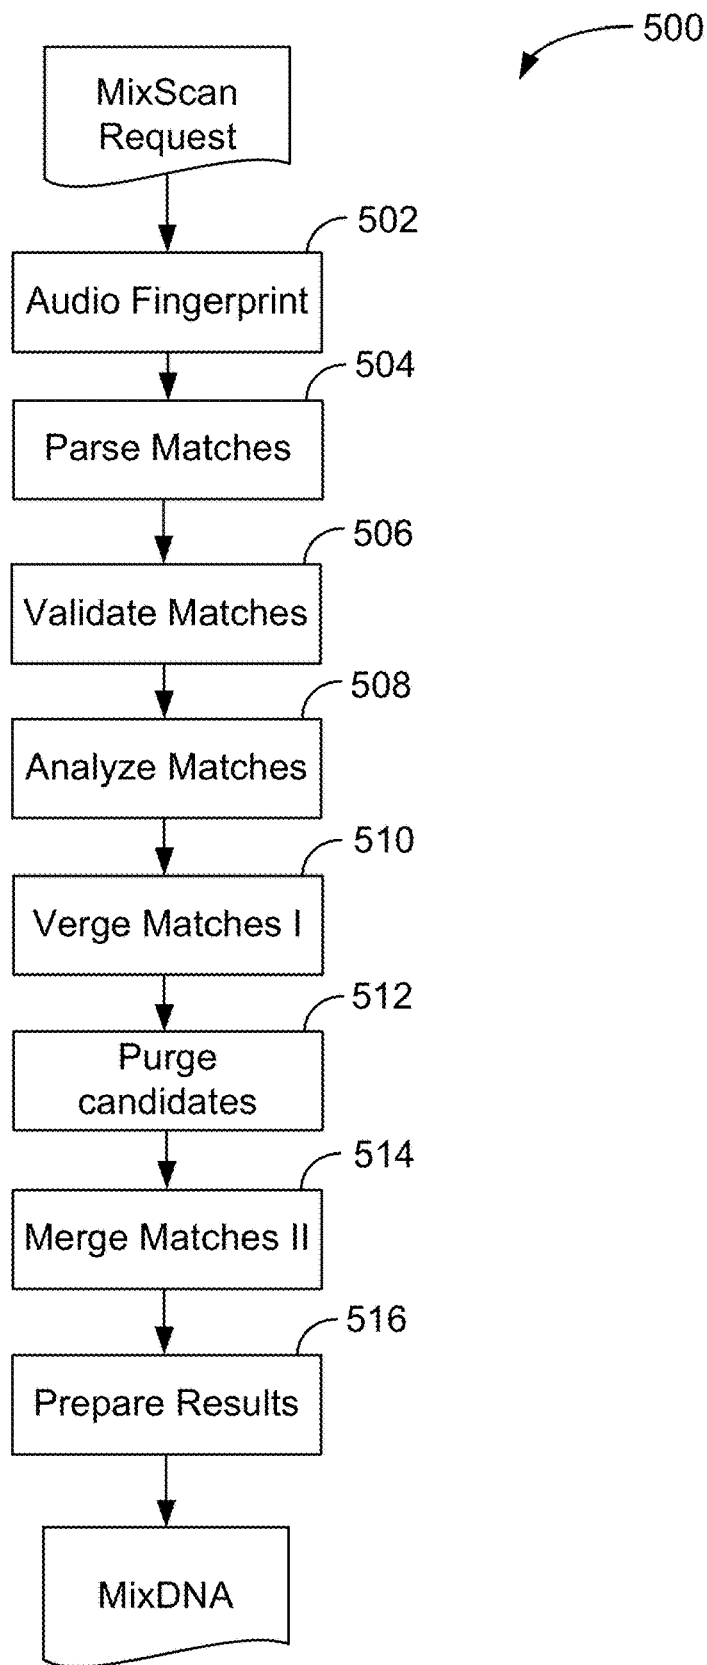 500
MixScan
Request
502
Audio Fingerprint
504
Parse Matches
506
Validate Matches
508
Analyze Matches
510
Verge Matches I
512
Purge
candidates
514
Merge Matches II
516
Prepare Results
MixDNA